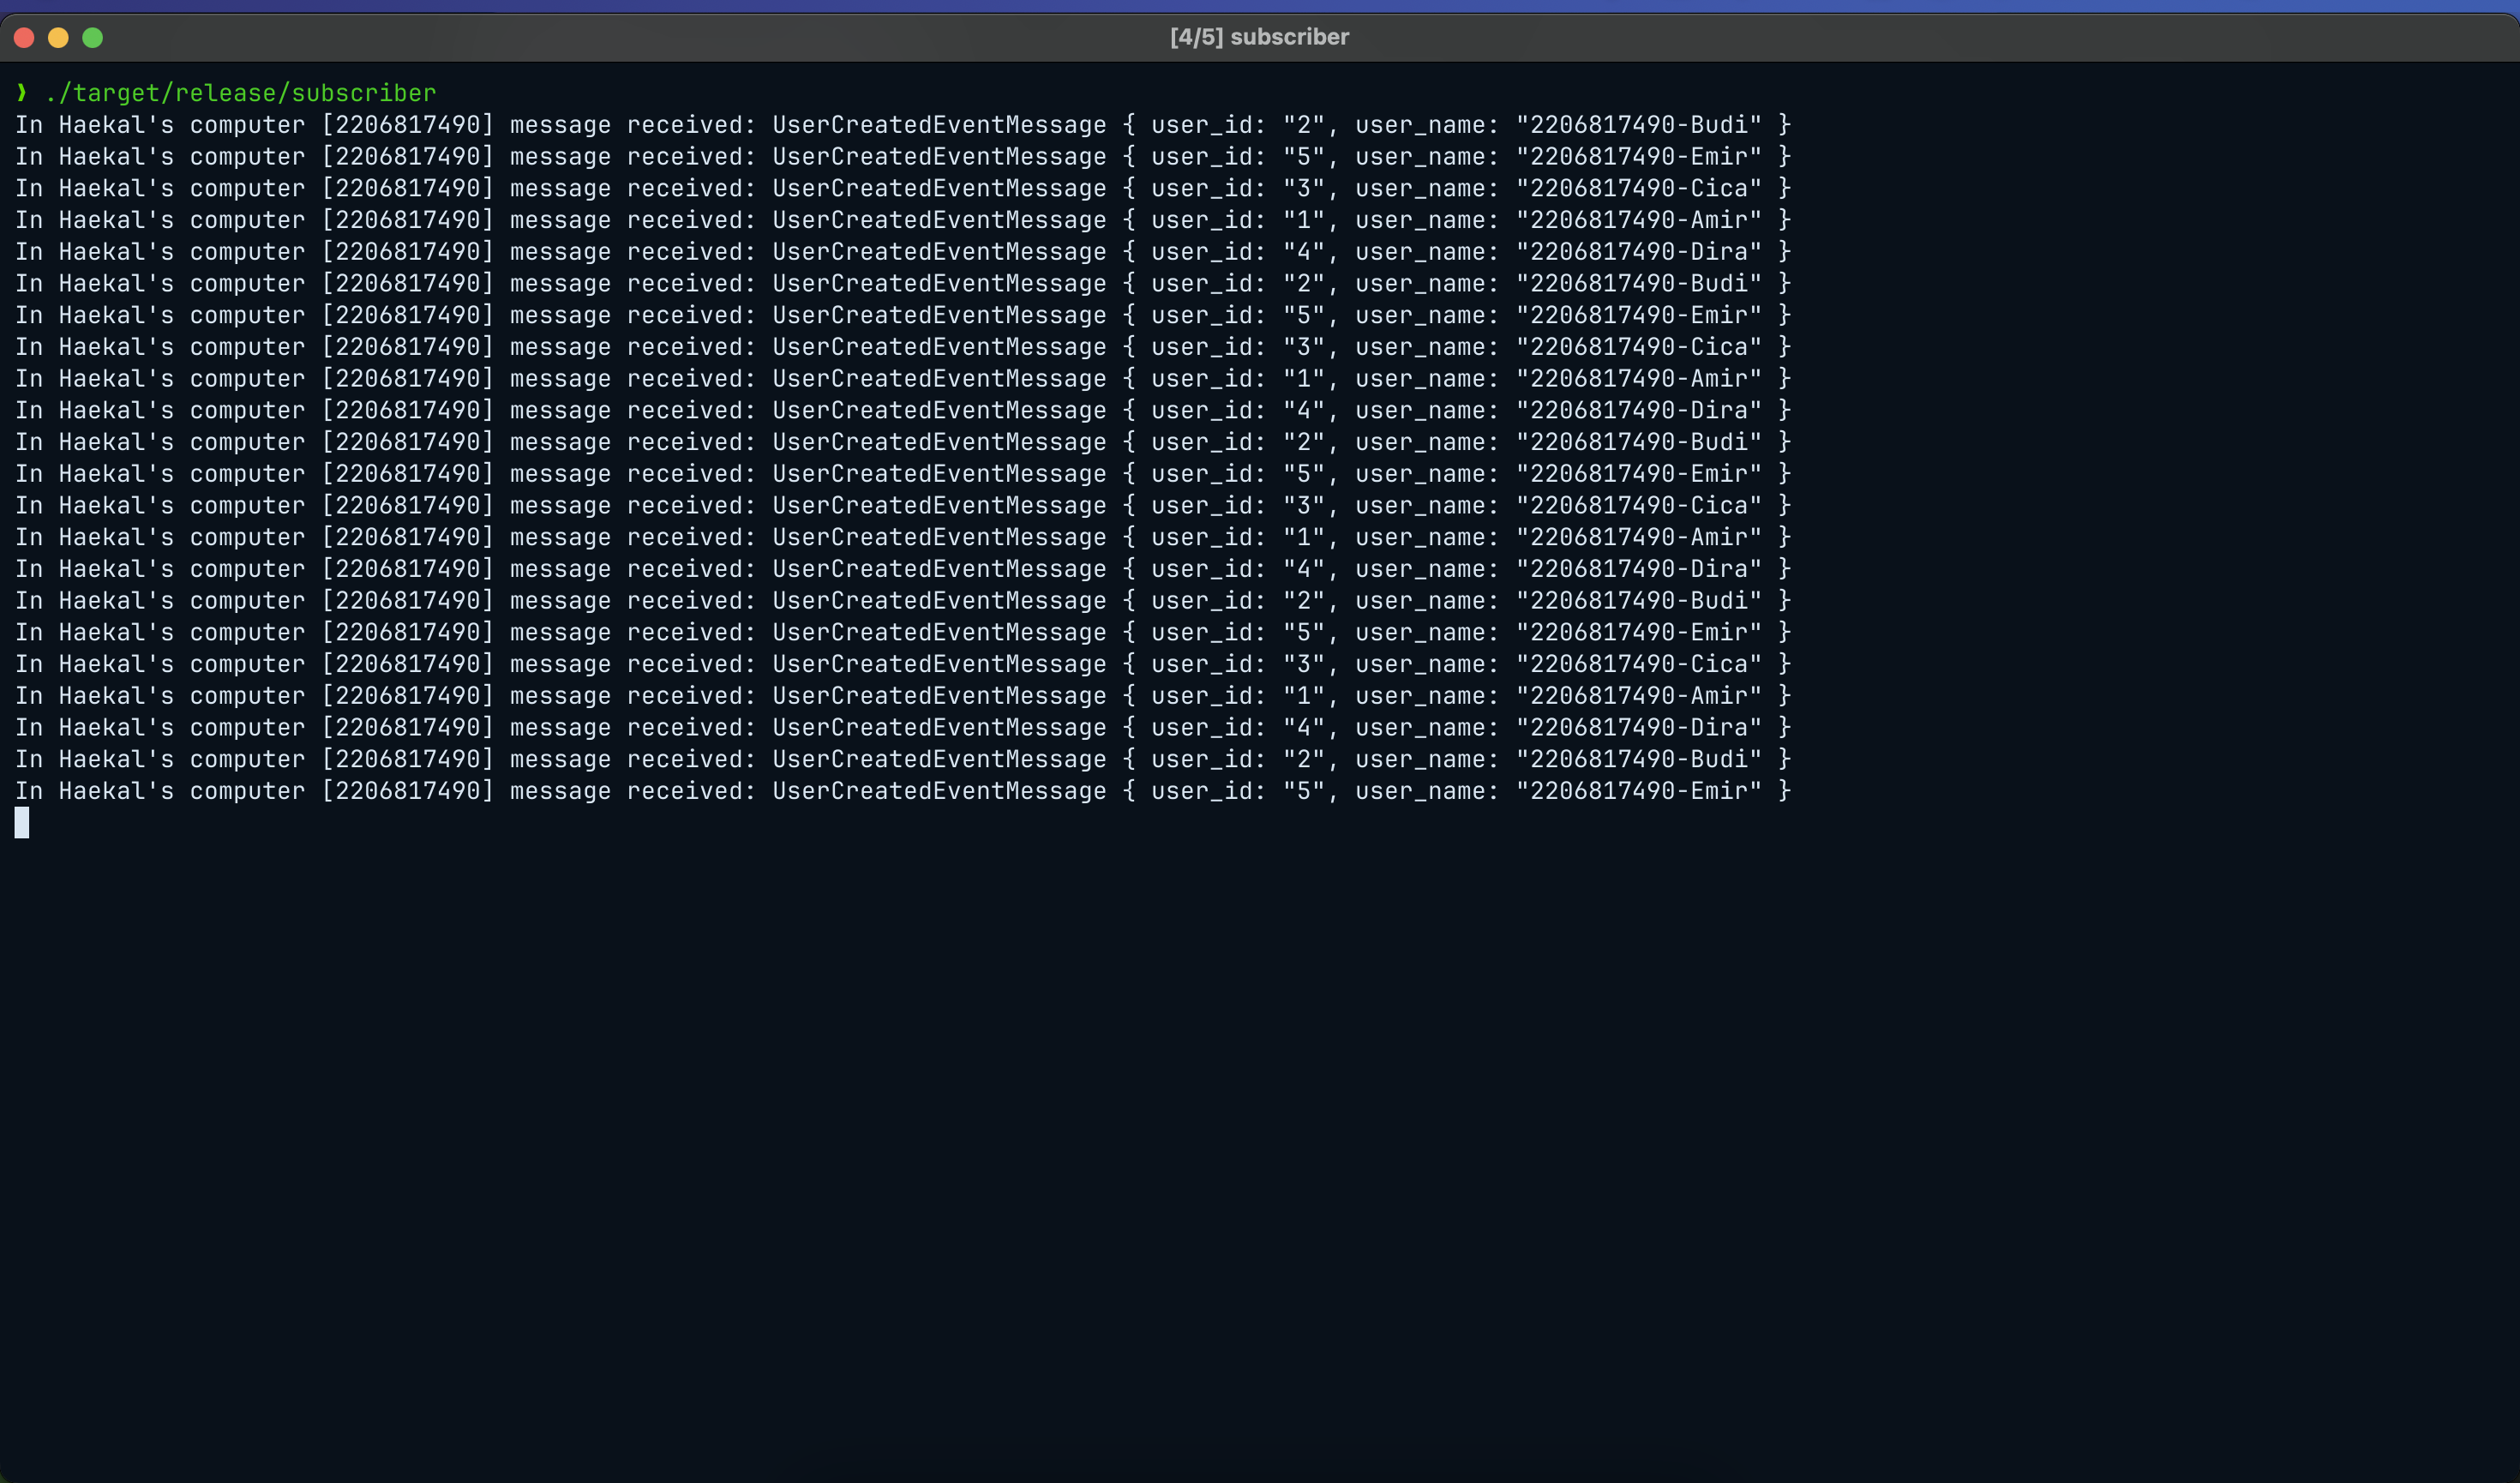 [4/5] subscriber
❯ ./target/release/subscriber
In Haekal's computer [2206817490] message received: UserCreatedEventMessage { user_id: "2", user_name: "2206817490-Budi" }
In Haekal's computer [2206817490] message received: UserCreatedEventMessage { user_id: "5", user_name: "2206817490-Emir" }
In Haekal's computer [2206817490] message received: UserCreatedEventMessage { user_id: "3", user_name: "2206817490-Cica" }
In Haekal's computer [2206817490] message received: UserCreatedEventMessage { user_id: "1", user_name: "2206817490-Amir" }
In Haekal's computer [2206817490] message received: UserCreatedEventMessage { user_id: "4", user_name: "2206817490-Dira" }
In Haekal's computer [2206817490] message received: UserCreatedEventMessage { user_id: "2", user_name: "2206817490-Budi" }
In Haekal's computer [2206817490] message received: UserCreatedEventMessage { user_id: "5", user_name: "2206817490-Emir" }
In Haekal's computer [2206817490] message received: UserCreatedEventMessage { user_id: "3", user_name: "2206817490-Cica" }
In Haekal's computer [2206817490] message received: UserCreatedEventMessage { user_id: "1", user_name: "2206817490-Amir" }
In Haekal's computer [2206817490] message received: UserCreatedEventMessage { user_id: "4", user_name: "2206817490-Dira" }
In Haekal's computer [2206817490] message received: UserCreatedEventMessage { user_id: "2", user_name: "2206817490-Budi" }
In Haekal's computer [2206817490] message received: UserCreatedEventMessage { user_id: "5", user_name: "2206817490-Emir" }
In Haekal's computer [2206817490] message received: UserCreatedEventMessage { user_id: "3", user_name: "2206817490-Cica" }
In Haekal's computer [2206817490] message received: UserCreatedEventMessage { user_id: "1", user_name: "2206817490-Amir" }
In Haekal's computer [2206817490] message received: UserCreatedEventMessage { user_id: "4", user_name: "2206817490-Dira" }
In Haekal's computer [2206817490] message received: UserCreatedEventMessage { user_id: "2", user_name: "2206817490-Budi" }
In Haekal's computer [2206817490] message received: UserCreatedEventMessage { user_id: "5", user_name: "2206817490-Emir" }
In Haekal's computer [2206817490] message received: UserCreatedEventMessage { user_id: "3", user_name: "2206817490-Cica" }
In Haekal's computer [2206817490] message received: UserCreatedEventMessage { user_id: "1", user_name: "2206817490-Amir" }
In Haekal's computer [2206817490] message received: UserCreatedEventMessage { user_id: "4", user_name: "2206817490-Dira" }
In Haekal's computer [2206817490] message received: UserCreatedEventMessage { user_id: "2", user_name: "2206817490-Budi" }
In Haekal's computer [2206817490] message received: UserCreatedEventMessage { user_id: "5", user_name: "2206817490-Emir" }